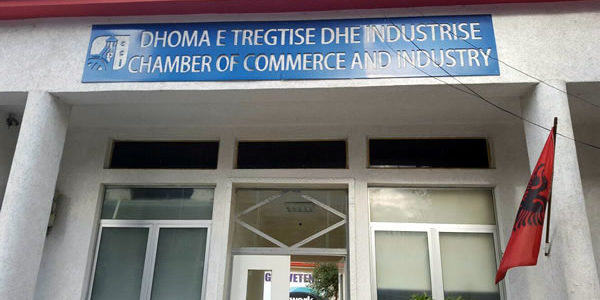 DHOMA E TREGTISE DHE INDUSTRISE
CHAMBER OF COMMERCE AND INDUSTRY